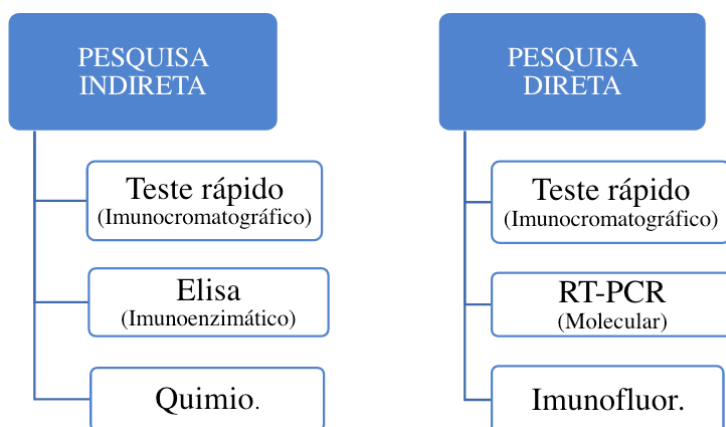 PESQUISA
INDIRETA
Teste rápido
(Imunocromatográfico)
Elisa
(Imunoenzimático)
Quimio.
PESQUISA
DIRETA
Teste rápido
(Imunocromatográfico)
RT-PCR
(Molecular)
Imunofluor.